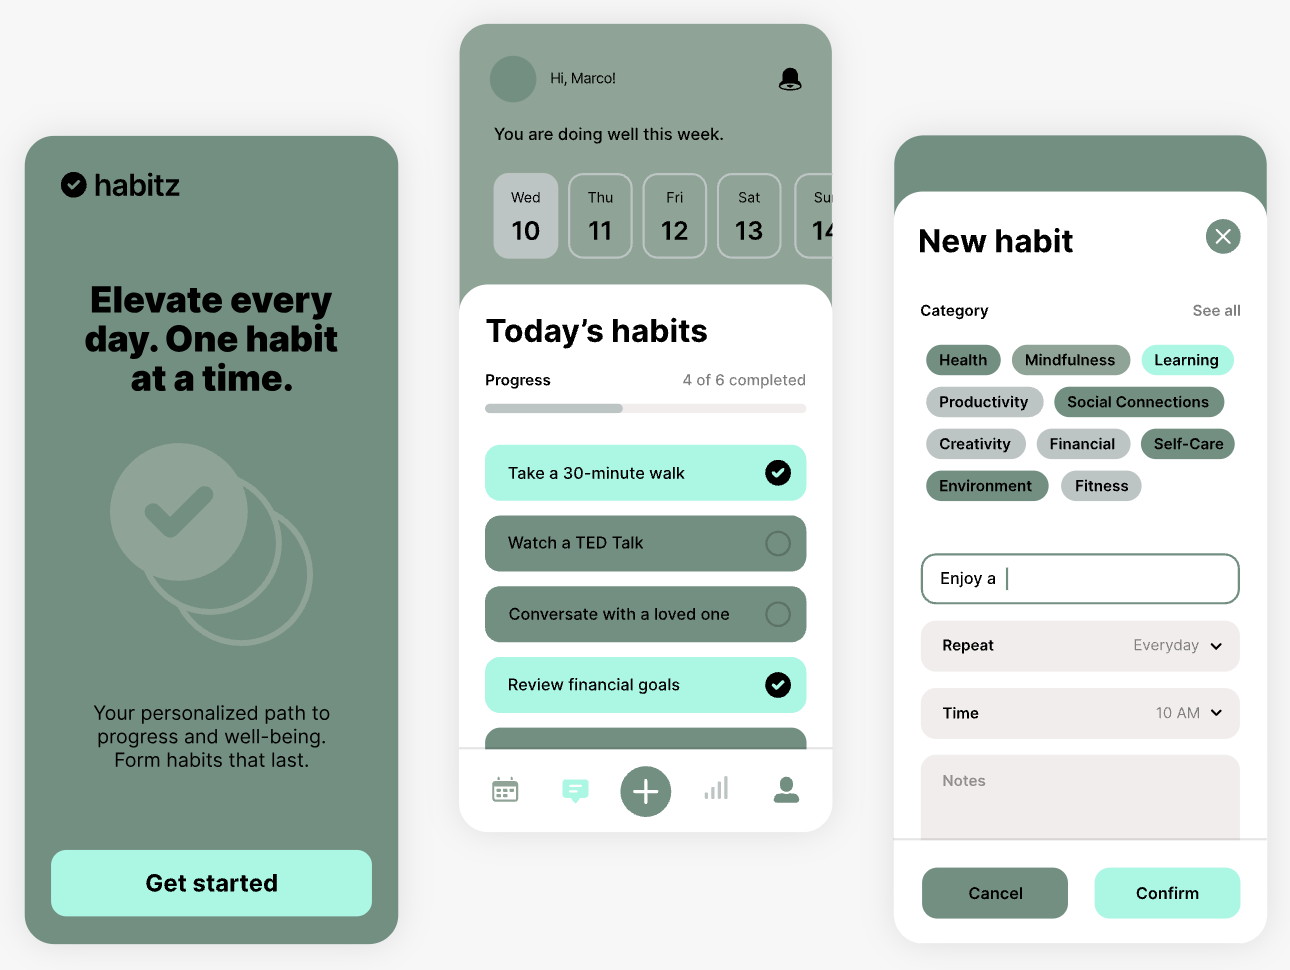 habitz
Elevate every
day. One habit
at a time.
Your personalized path to
progress and well-being.
Form habits that last.
Get started
Hi, Marco!
You are doing well this week.
Wed Thu Fri Sat Sun
10 11 12 13 14
Today's habits
Progress 4 of 6 completed
Take a 30-minute walk
Watch a TED Talk
Conversate with a loved one
Review financial goals
New habit
Category See all
Health Mindfulness Learning
Productivity Social Connections
Creativity Financial Self-Care
Environment Fitness
Enjoy a
Repeat Everyday
Time 10 AM
Notes
Cancel Confirm